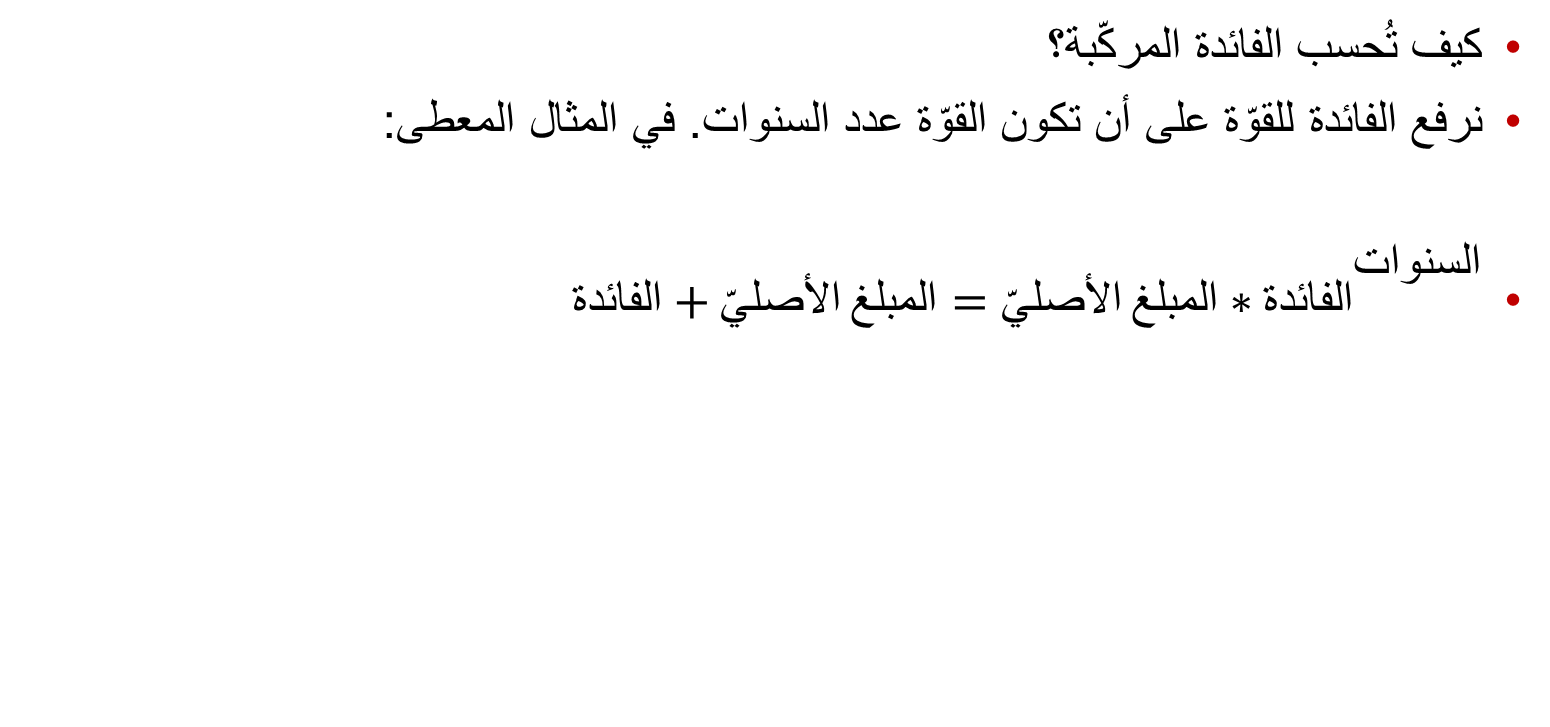 • كيف تُحسب الفائدة المركّبة؟
• نرفع الفائدة للقوّة على أن تكون القوّة عدد السنوات. في المثال المعطى:
السنوات
• الفائدة * المبلغ الأصليّ = المبلغ الأصليّ + الفائدة